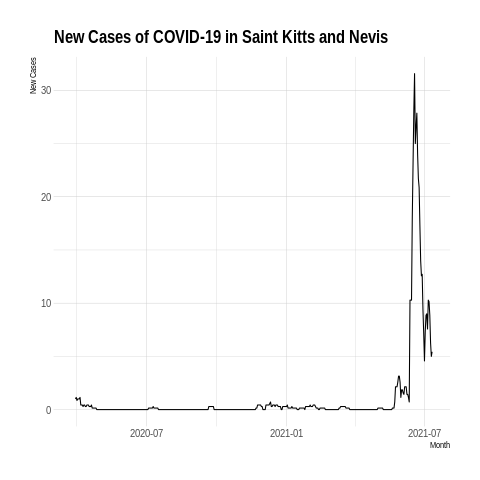 New Cases of COVID-19 in Saint Kitts and Nevis
New Cases
30
20
10
0
2020-07
2021-01
2021-07
Month